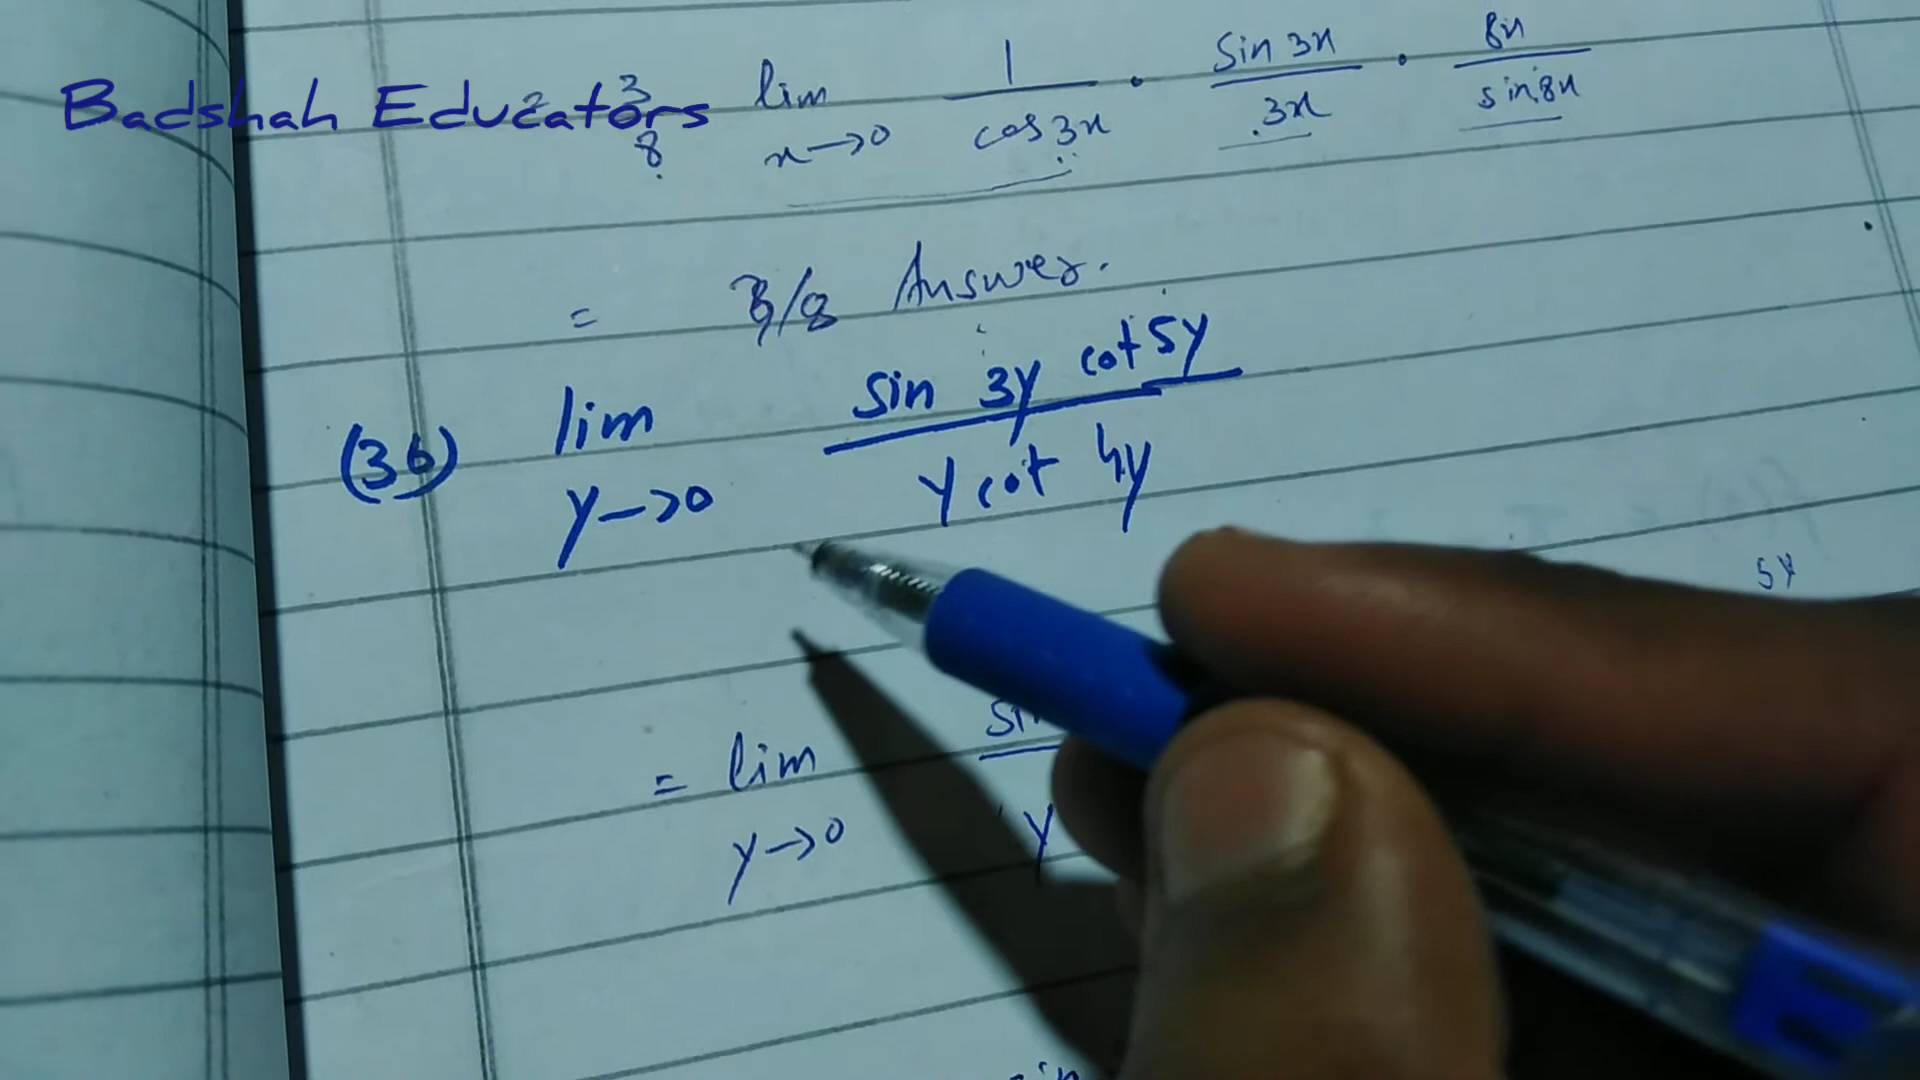 Badshah Educators
3/8 lim x→0 1/cos 3x · sin 3x/3x · 8x/sin 8x
= 3/8 Answer.
(36) lim y→0 sin 3y cot 5y / y cot 4y
5y
= lim y→0
y